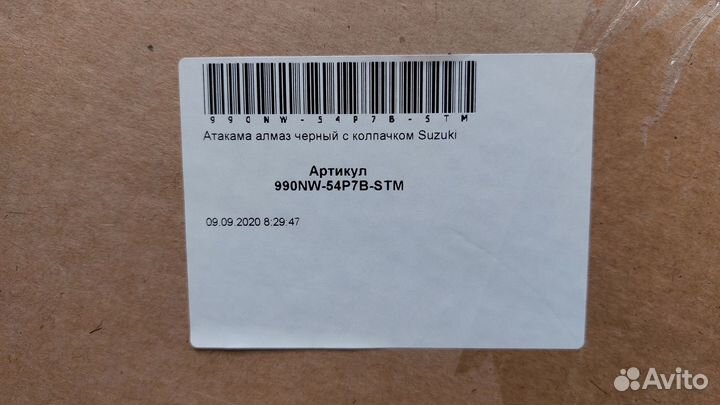 990NW-54P7B-STM
Атакама алмаз черный с колпачком Suzuki
Артикул
990NW-54P7B-STM
09.09.2020 8:29:47
Avito